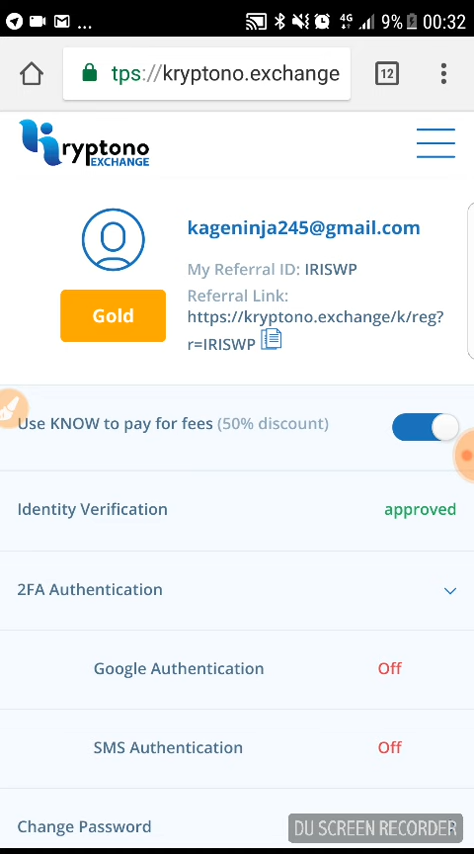 ... 4G 9% 00:32
tps://kryptono.exchange 12
ryptono
EXCHANGE
kageninja245@gmail.com
My Referral ID: IRISWP
Gold
Referral Link:
https://kryptono.exchange/k/reg?
r=IRISWP
Use KNOW to pay for fees (50% discount)
Identity Verification approved
2FA Authentication
Google Authentication Off
SMS Authentication Off
Change Password
DU SCREEN RECORDER